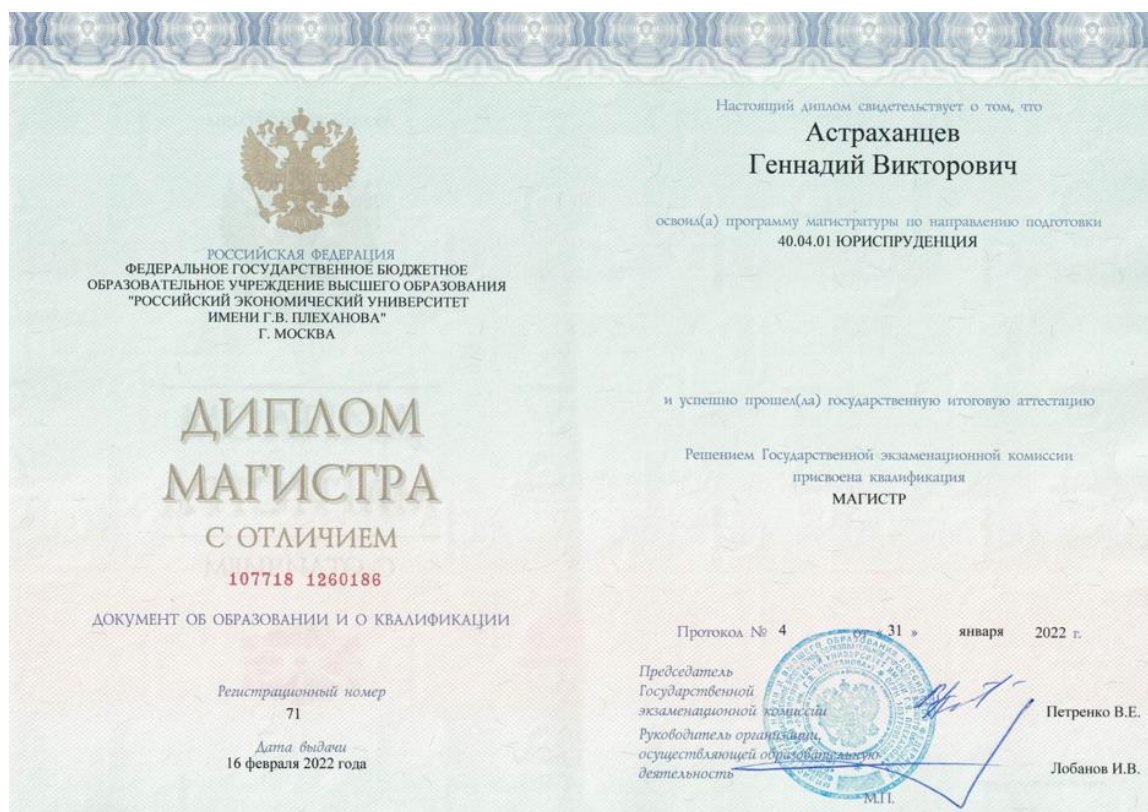 РОССИЙСКАЯ ФЕДЕРАЦИЯ
ФЕДЕРАЛЬНОЕ ГОСУДАРСТВЕННОЕ БЮДЖЕТНОЕ
ОБРАЗОВАТЕЛЬНОЕ УЧРЕЖДЕНИЕ ВЫСШЕГО ОБРАЗОВАНИЯ
"РОССИЙСКИЙ ЭКОНОМИЧЕСКИЙ УНИВЕРСИТЕТ
ИМЕНИ Г.В. ПЛЕХАНОВА"
Г. МОСКВА
ДИПЛОМ
МАГИСТРА
С ОТЛИЧИЕМ
107718 1260186
ДОКУМЕНТ ОБ ОБРАЗОВАНИИ И О КВАЛИФИКАЦИИ
Регистрационный номер
71
Дата выдачи
16 февраля 2022 года
Настоящий диплом свидетельствует о том, что
Астраханцев
Геннадий Викторович
освоил(а) программу магистратуры по направлению подготовки
40.04.01 ЮРИСПРУДЕНЦИЯ
и успешно прошел(ла) государственную итоговую аттестацию
Решением Государственной экзаменационной комиссии
присвоена квалификация
МАГИСТР
Протокол № 4 от « 31 » января 2022 г.
Председатель
Государственной
экзаменационной комиссии
Петренко В.Е.
Руководитель организации,
осуществляющей образовательную
деятельность
Лобанов И.В.
М.П.